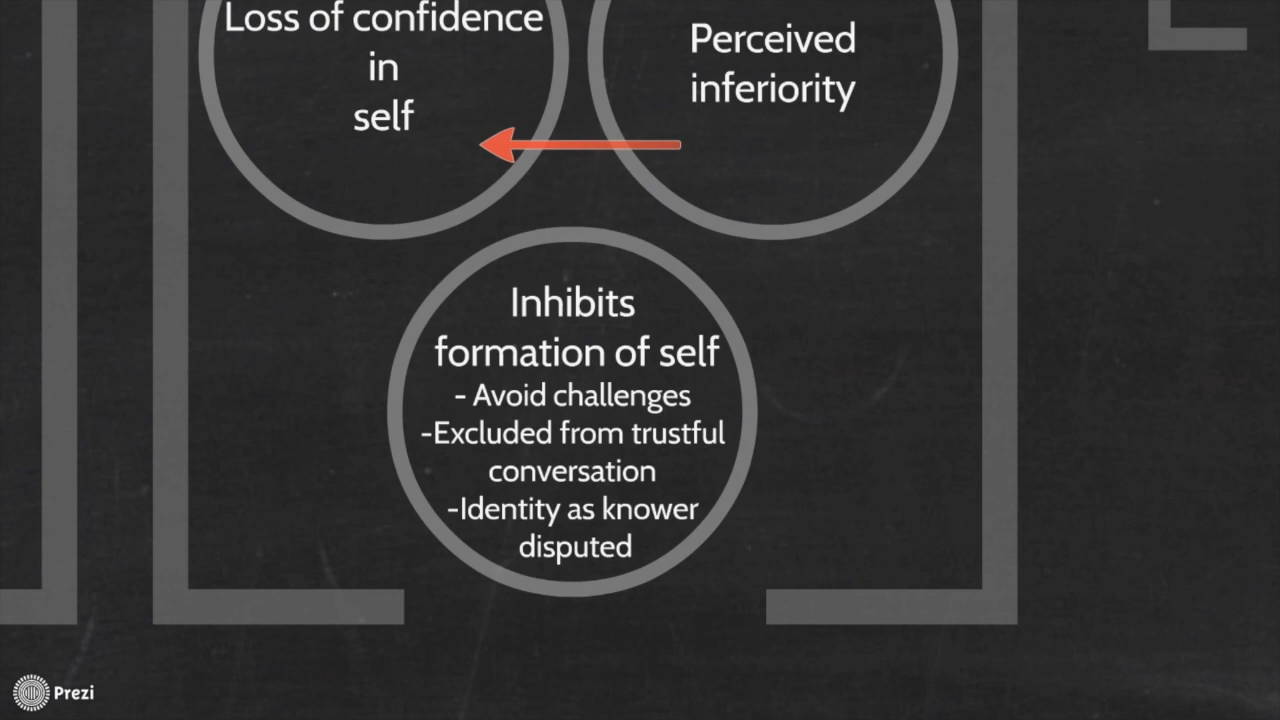 Loss of confidence
in
self
Perceived
inferiority
Inhibits
formation of self
- Avoid challenges
-Excluded from trustful
conversation
-Identity as knower
disputed
Prezi